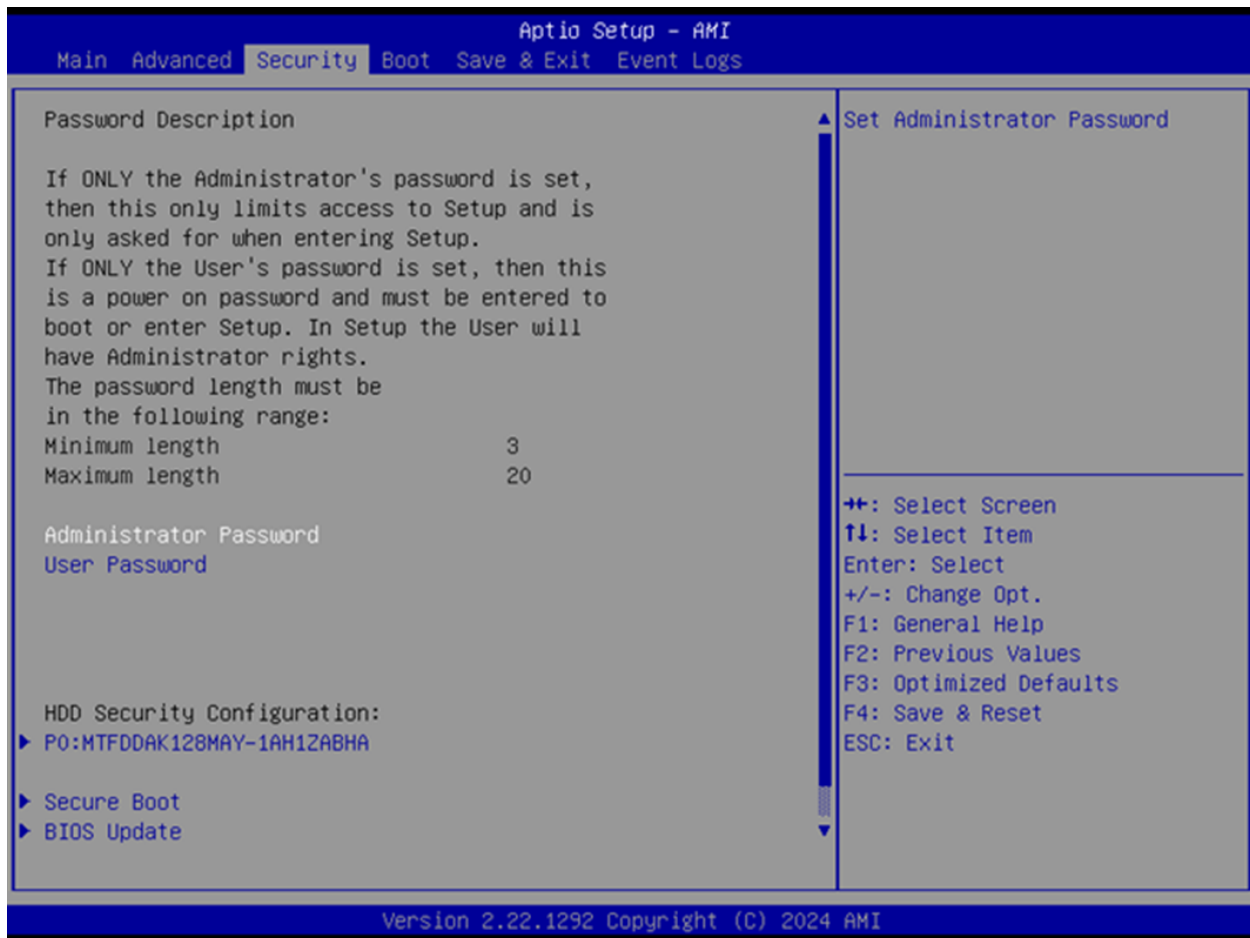 Aptio Setup - AMI
Main Advanced Security Boot Save & Exit Event Logs
Password Description
If ONLY the Administrator's password is set,
then this only limits access to Setup and is
only asked for when entering Setup.
If ONLY the User's password is set, then this
is a power on password and must be entered to
boot or enter Setup. In Setup the User will
have Administrator rights.
The password length must be
in the following range:
Minimum length 3
Maximum length 20
Administrator Password
User Password
HDD Security Configuration:
P0:MTFDDAK128MAY-1AH1ZABHA
Secure Boot
BIOS Update
Set Administrator Password
→←: Select Screen
↑↓: Select Item
Enter: Select
+/-: Change Opt.
F1: General Help
F2: Previous Values
F3: Optimized Defaults
F4: Save & Reset
ESC: Exit
Version 2.22.1292 Copyright (C) 2024 AMI